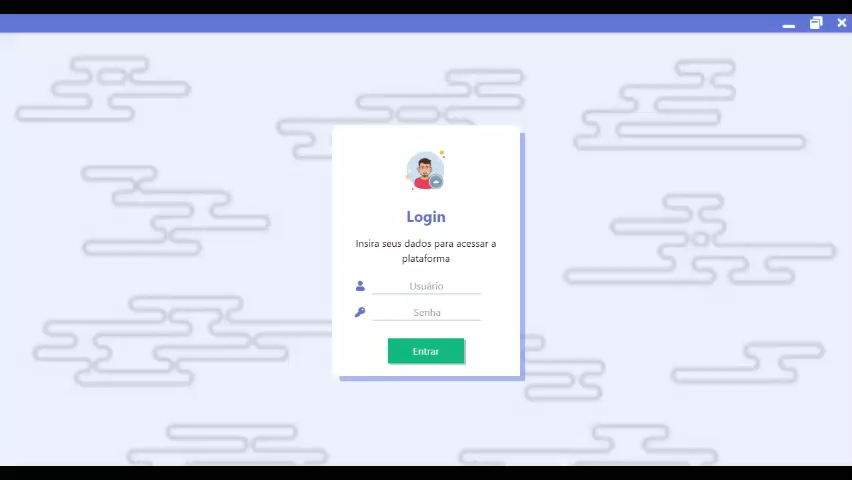 Login
Insira seus dados para acessar a
plataforma
Usuário
Senha
Entrar